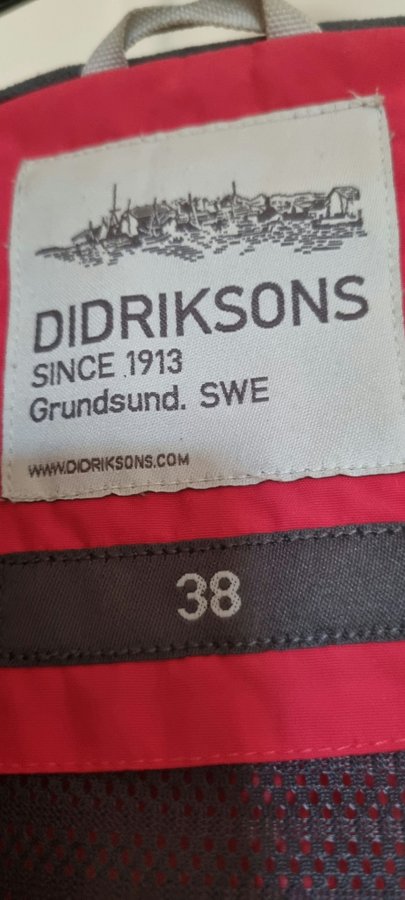 DIDRIKSONS
SINCE 1913
Grundsund. SWE
WWW.DIDRIKSONS.COM
38